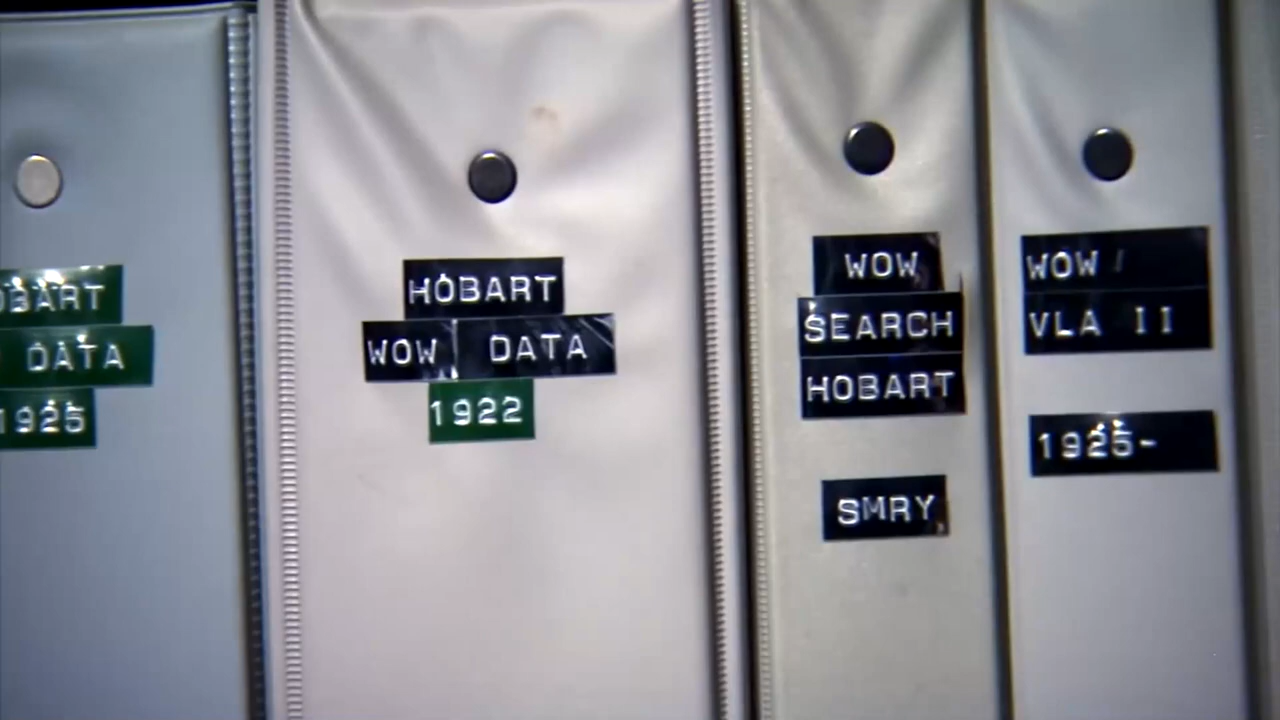 OBART
DATA
1925
HOBART
WOW DATA
1922
WOW
SEARCH
HOBART
SMRY
WOW
VLA II
1925-